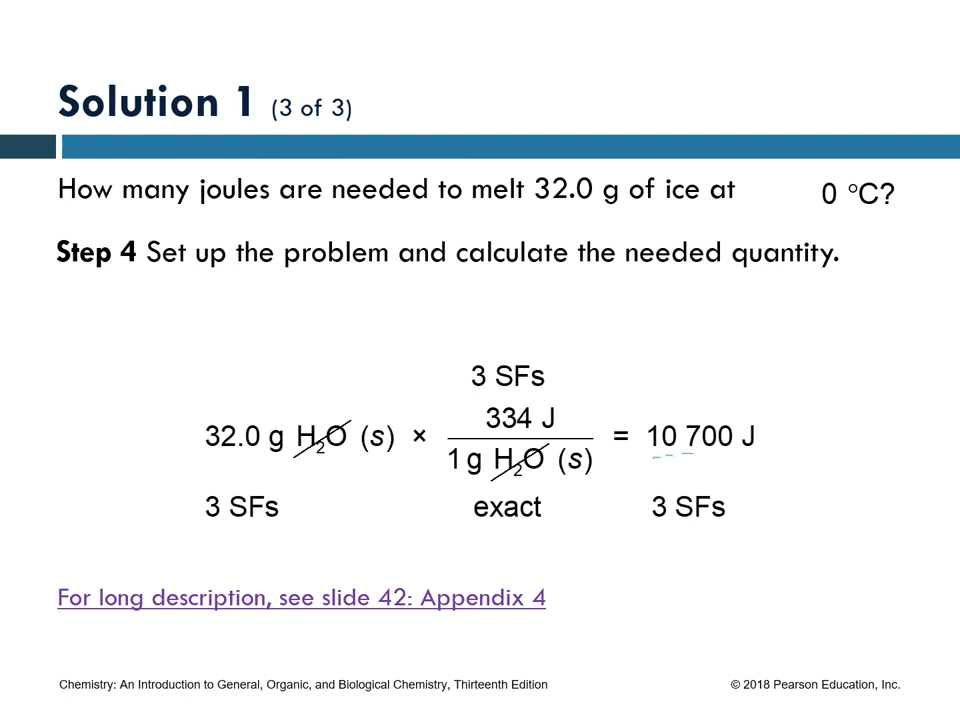 Solution 1 (3 of 3)
How many joules are needed to melt 32.0 g of ice at 0 °C?
Step 4 Set up the problem and calculate the needed quantity.
3 SFs
334 J
32.0 g H₂O (s) × = 10 700 J
1 g H₂O (s)
3 SFs exact 3 SFs
For long description, see slide 42: Appendix 4
Chemistry: An Introduction to General, Organic, and Biological Chemistry, Thirteenth Edition © 2018 Pearson Education, Inc.